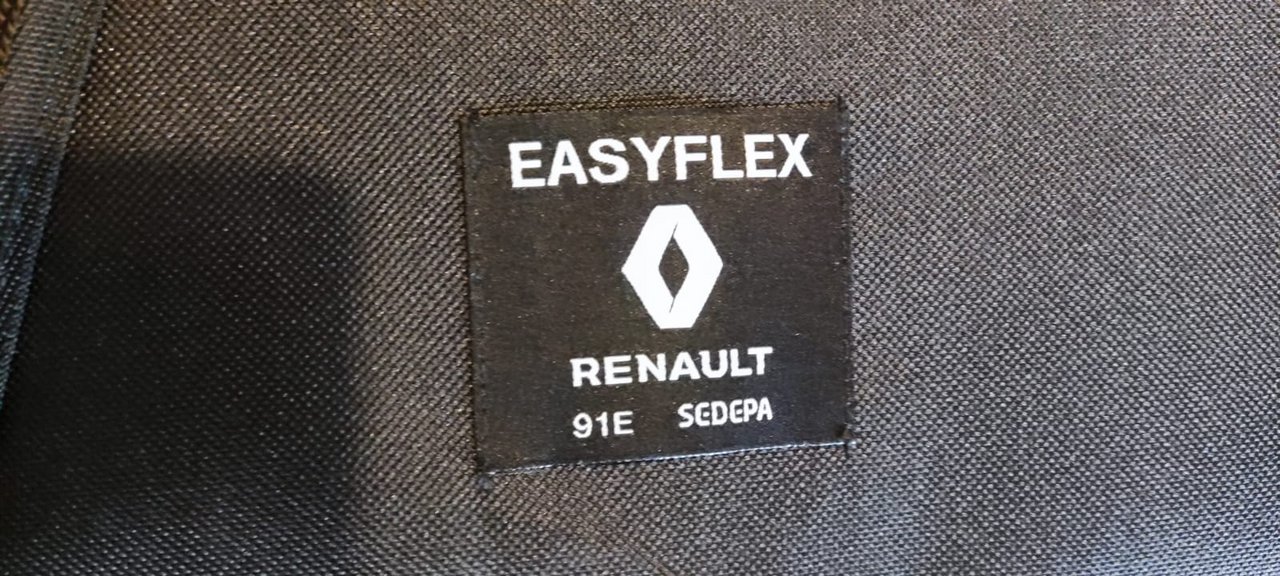 EASYFLEX
RENAULT
91E SEDEPA